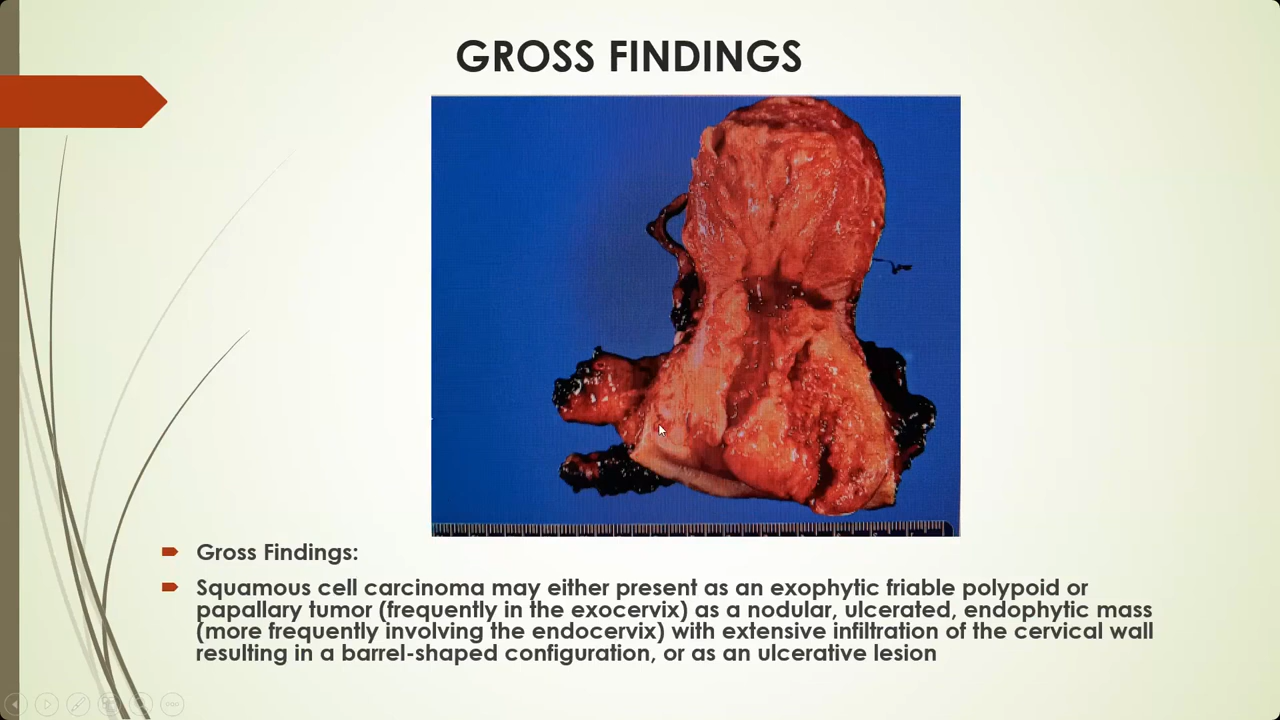 GROSS FINDINGS
Gross Findings:
Squamous cell carcinoma may either present as an exophytic friable polypoid or
papallary tumor (frequently in the exocervix) as a nodular, ulcerated, endophytic mass
(more frequently involving the endocervix) with extensive infiltration of the cervical wall
resulting in a barrel-shaped configuration, or as an ulcerative lesion